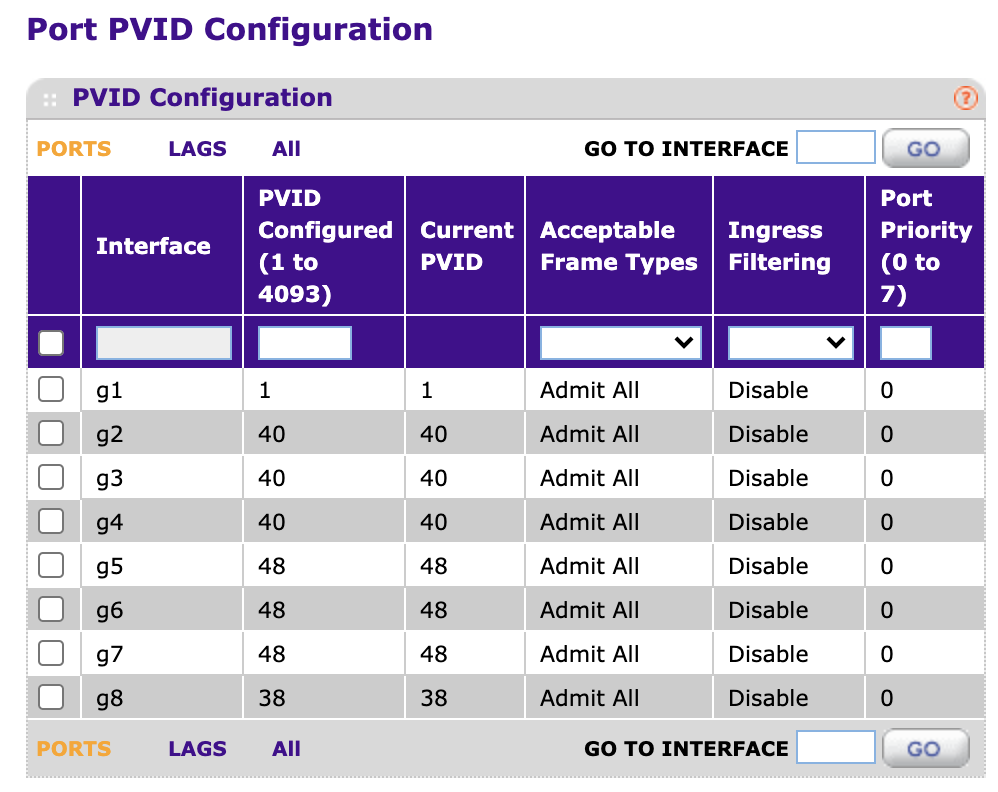 Port PVID Configuration
PVID Configuration ?
PORTS LAGS All GO TO INTERFACE GO
Interface PVID Configured (1 to 4093) Current PVID Acceptable Frame Types Ingress Filtering Port Priority (0 to 7)
g1 1 1 Admit All Disable 0
g2 40 40 Admit All Disable 0
g3 40 40 Admit All Disable 0
g4 40 40 Admit All Disable 0
g5 48 48 Admit All Disable 0
g6 48 48 Admit All Disable 0
g7 48 48 Admit All Disable 0
g8 38 38 Admit All Disable 0
PORTS LAGS All GO TO INTERFACE GO